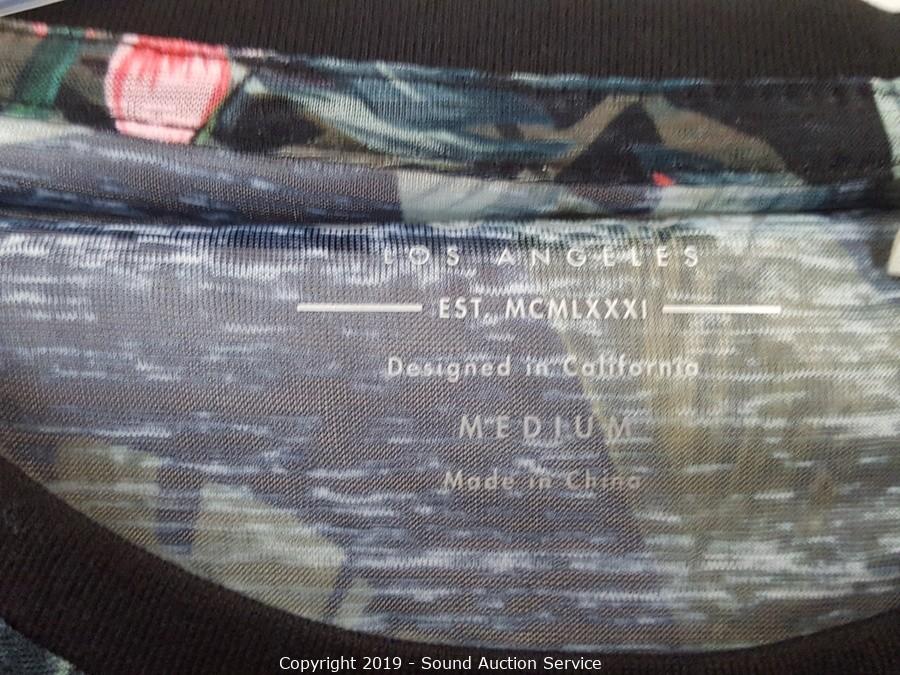 LOS ANGELES
EST. MCMLXXXI
Designed in California
MEDIUM
Made in China
Copyright 2019 - Sound Auction Service